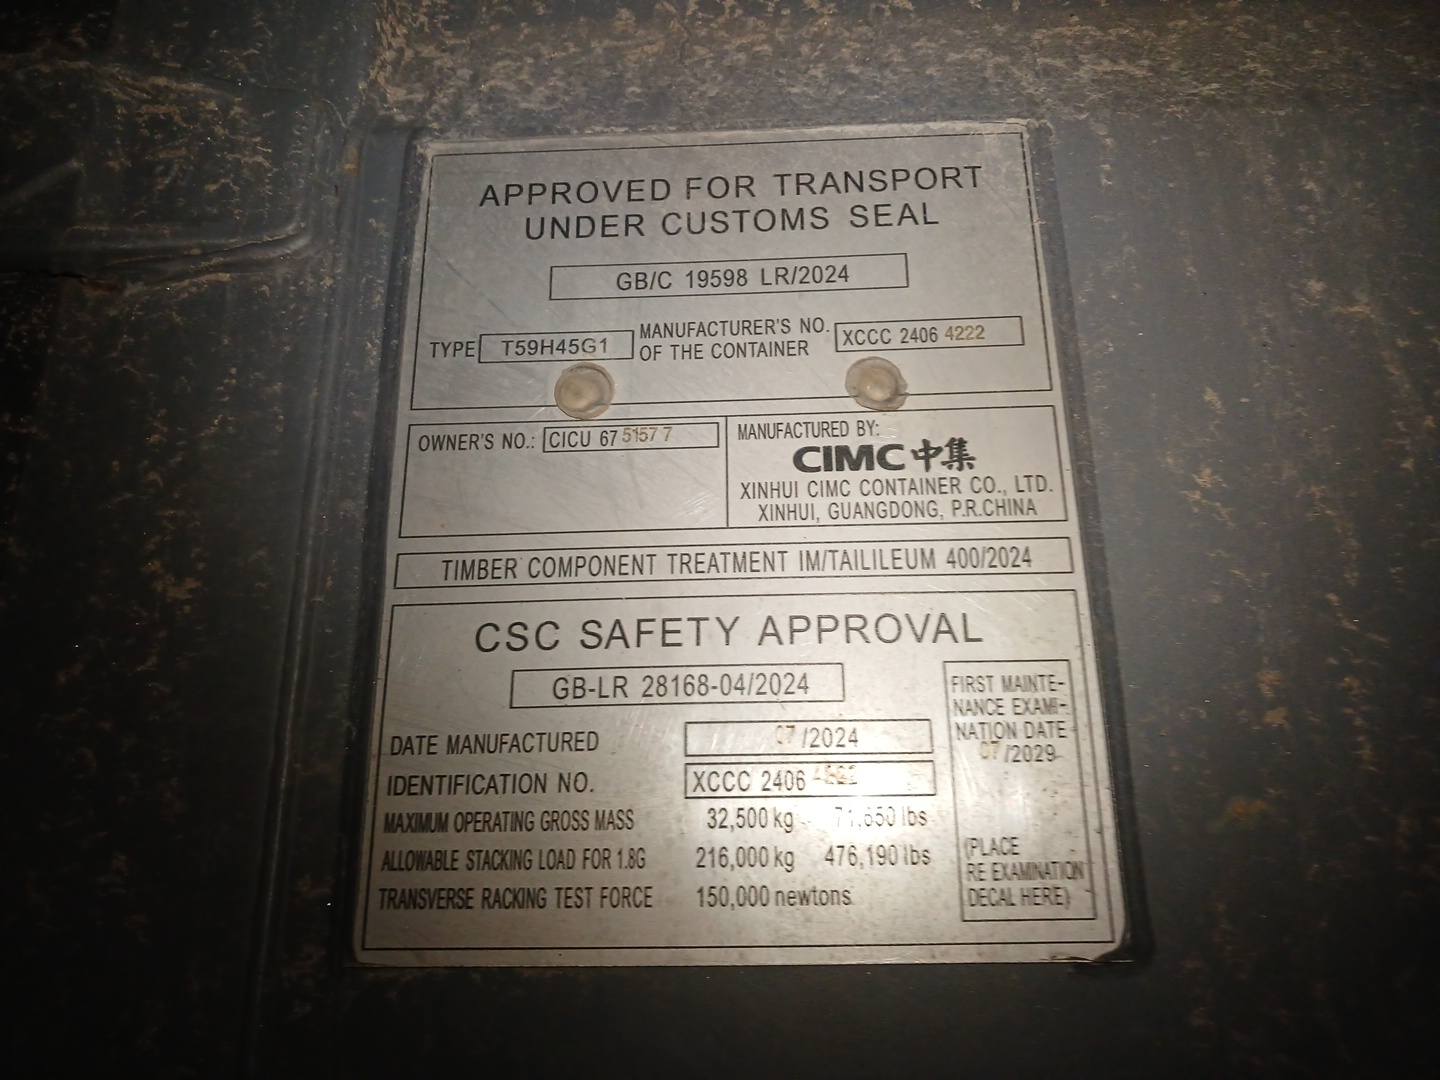 APPROVED FOR TRANSPORT
UNDER CUSTOMS SEAL
GB/C 19598 LR/2024
TYPE T59H45G1
MANUFACTURER'S NO.
OF THE CONTAINER
XCCC 2406 4222
OWNER'S NO.: CICU 67 5157 7
MANUFACTURED BY:
CIMC 中集
XINHUI CIMC CONTAINER CO., LTD.
XINHUI, GUANGDONG, P.R.CHINA
TIMBER COMPONENT TREATMENT IM/TAILILEUM 400/2024
CSC SAFETY APPROVAL
GB-LR 28168-04/2024
DATE MANUFACTURED 07/2024
IDENTIFICATION NO. XCCC 2406
MAXIMUM OPERATING GROSS MASS 32,500 kg 71,650 lbs
ALLOWABLE STACKING LOAD FOR 1.8G 216,000 kg 476,190 lbs
TRANSVERSE RACKING TEST FORCE 150,000 newtons
FIRST MAINTE-
NANCE EXAMI-
NATION DATE
07/2029
(PLACE
RE EXAMINATION
DECAL HERE)